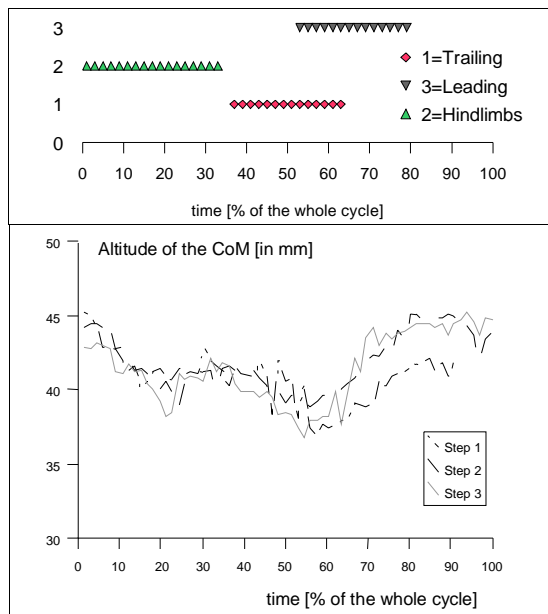 3
2
1
0
1=Trailing
3=Leading
2=Hindlimbs
0 10 20 30 40 50 60 70 80 90 100
time [% of the whole cycle]
Altitude of the CoM [in mm]
50
45
40
35
30
Step 1
Step 2
Step 3
0 10 20 30 40 50 60 70 80 90 100
time [% of the whole cycle]